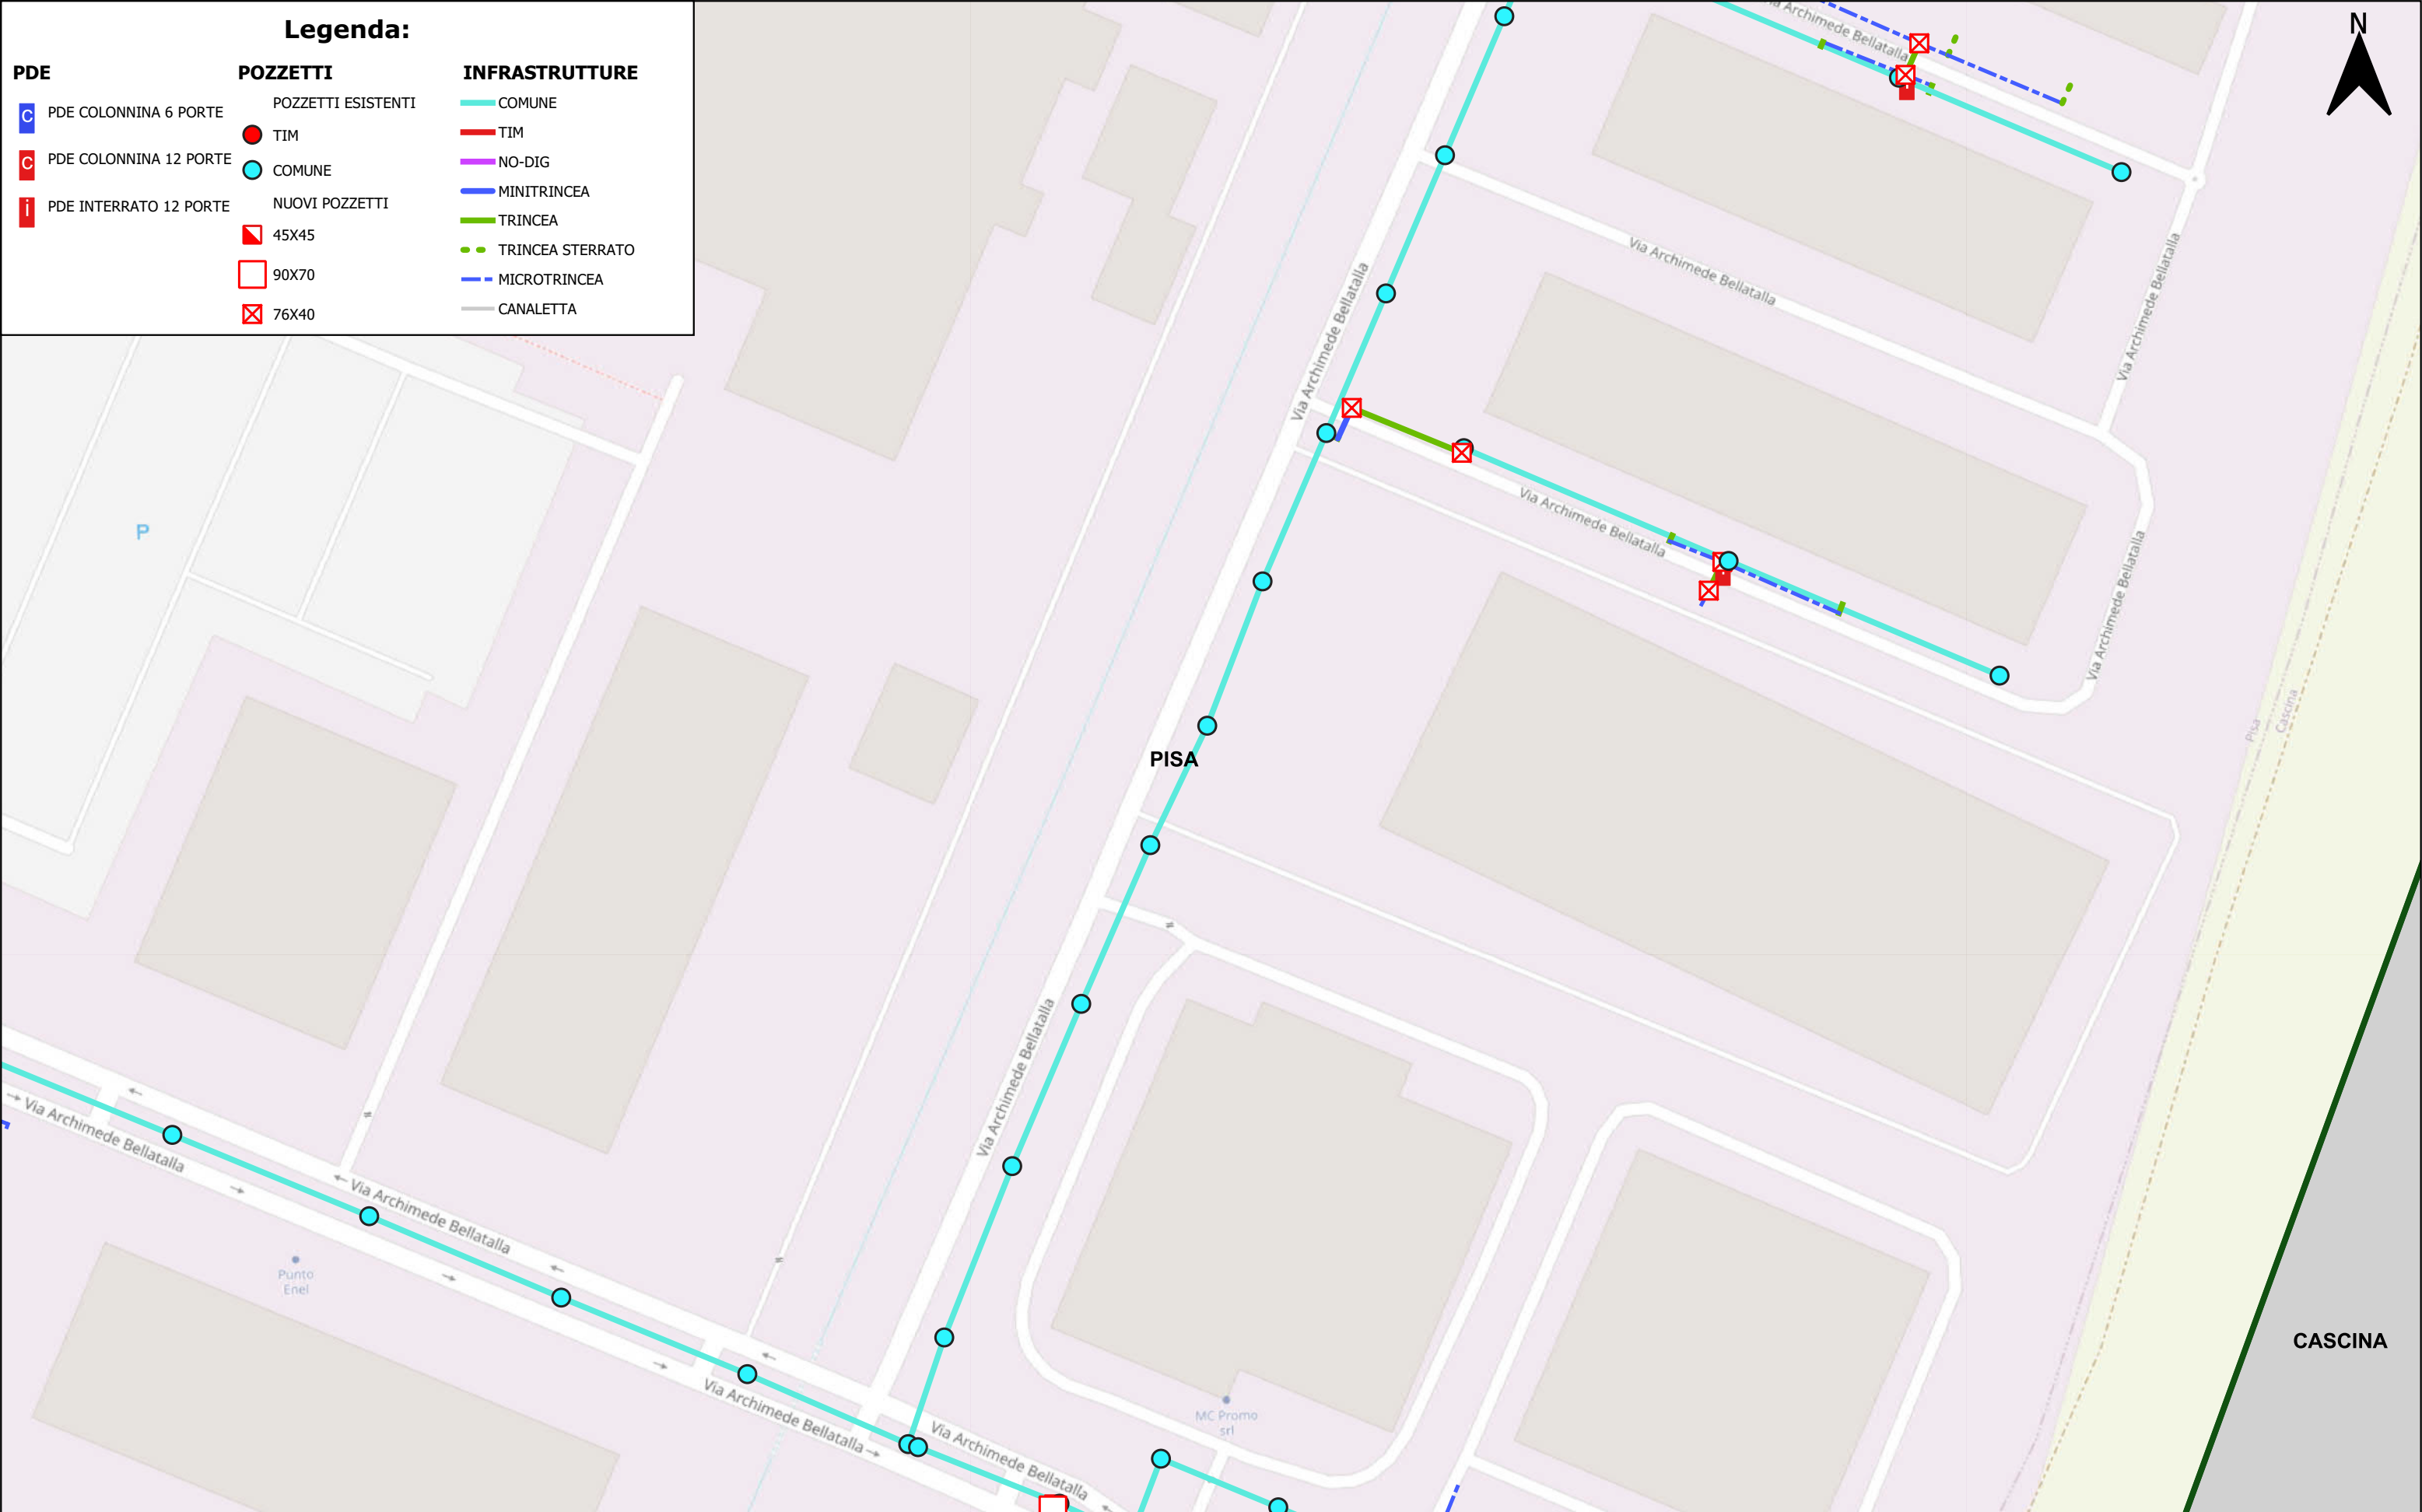 Legenda:
PDE
C PDE COLONNINA 6 PORTE
C PDE COLONNINA 12 PORTE
i PDE INTERRATO 12 PORTE
POZZETTI
POZZETTI ESISTENTI
TIM
COMUNE
NUOVI POZZETTI
45X45
90X70
76X40
INFRASTRUTTURE
COMUNE
TIM
NO-DIG
MINITRINCEA
TRINCEA
TRINCEA STERRATO
MICROTRINCEA
CANALETTA
N
Archimede Bellatalla
Via Archimede Bellatalla
Via Archimede Bellatalla
Via Archimede Bellatalla
Via Archimede Bellatalla
Via Archimede Bellatalla
P
PISA
Pisa
Cascina
Via Archimede Bellatalla
Via Archimede Bellatalla
Via Archimede Bellatalla
Punto
Enel
CASCINA
Via Archimede Bellatalla
Via Archimede Bellatalla
MC Promo
srl